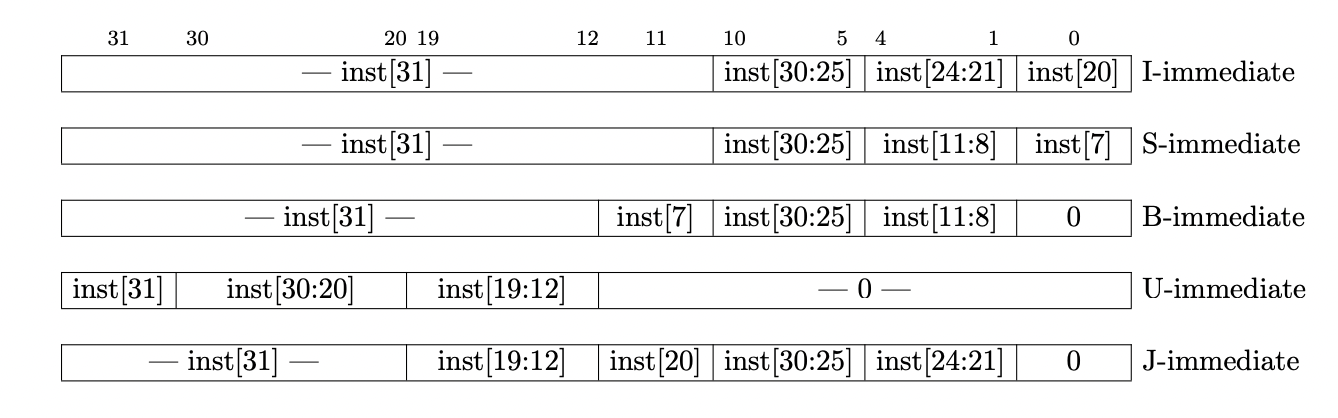 31 30 20 19 12 11 10 5 4 1 0
— inst[31] — inst[30:25] inst[24:21] inst[20] I-immediate
— inst[31] — inst[30:25] inst[11:8] inst[7] S-immediate
— inst[31] — inst[7] inst[30:25] inst[11:8] 0 B-immediate
inst[31] inst[30:20] inst[19:12] — 0 — U-immediate
— inst[31] — inst[19:12] inst[20] inst[30:25] inst[24:21] 0 J-immediate